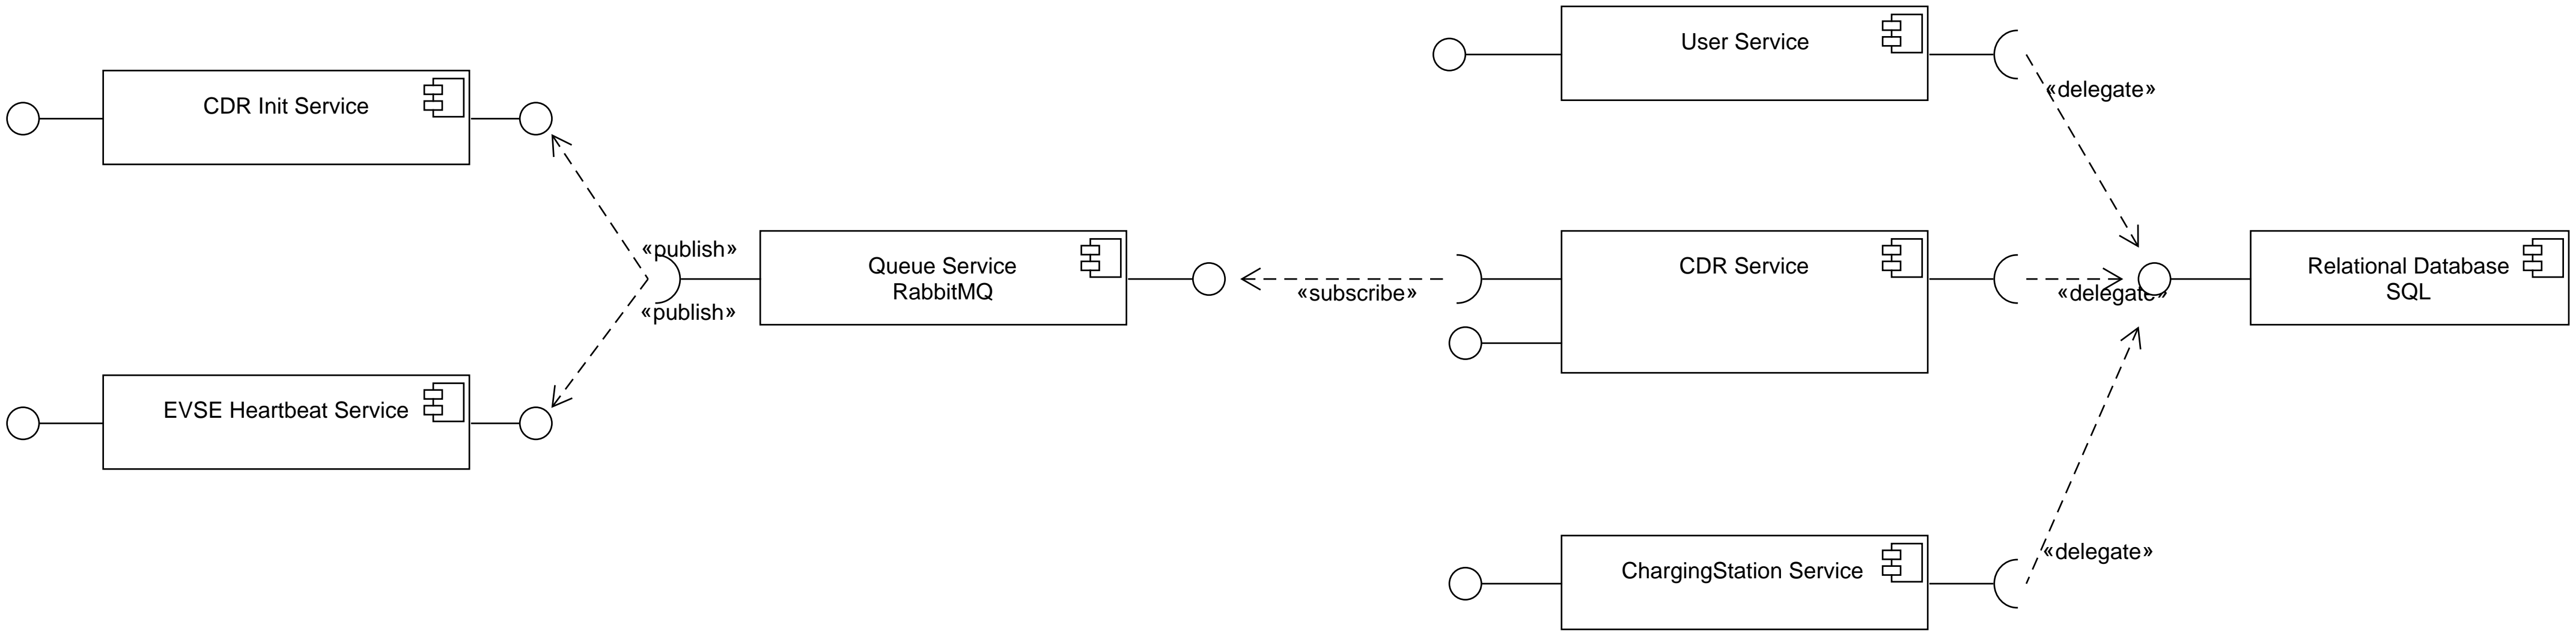 User Service
«delegate»
CDR Init Service
«publish»
Queue Service
RabbitMQ
«publish»
«subscribe»
CDR Service
«delegate»
Relational Database
SQL
EVSE Heartbeat Service
ChargingStation Service
«delegate»